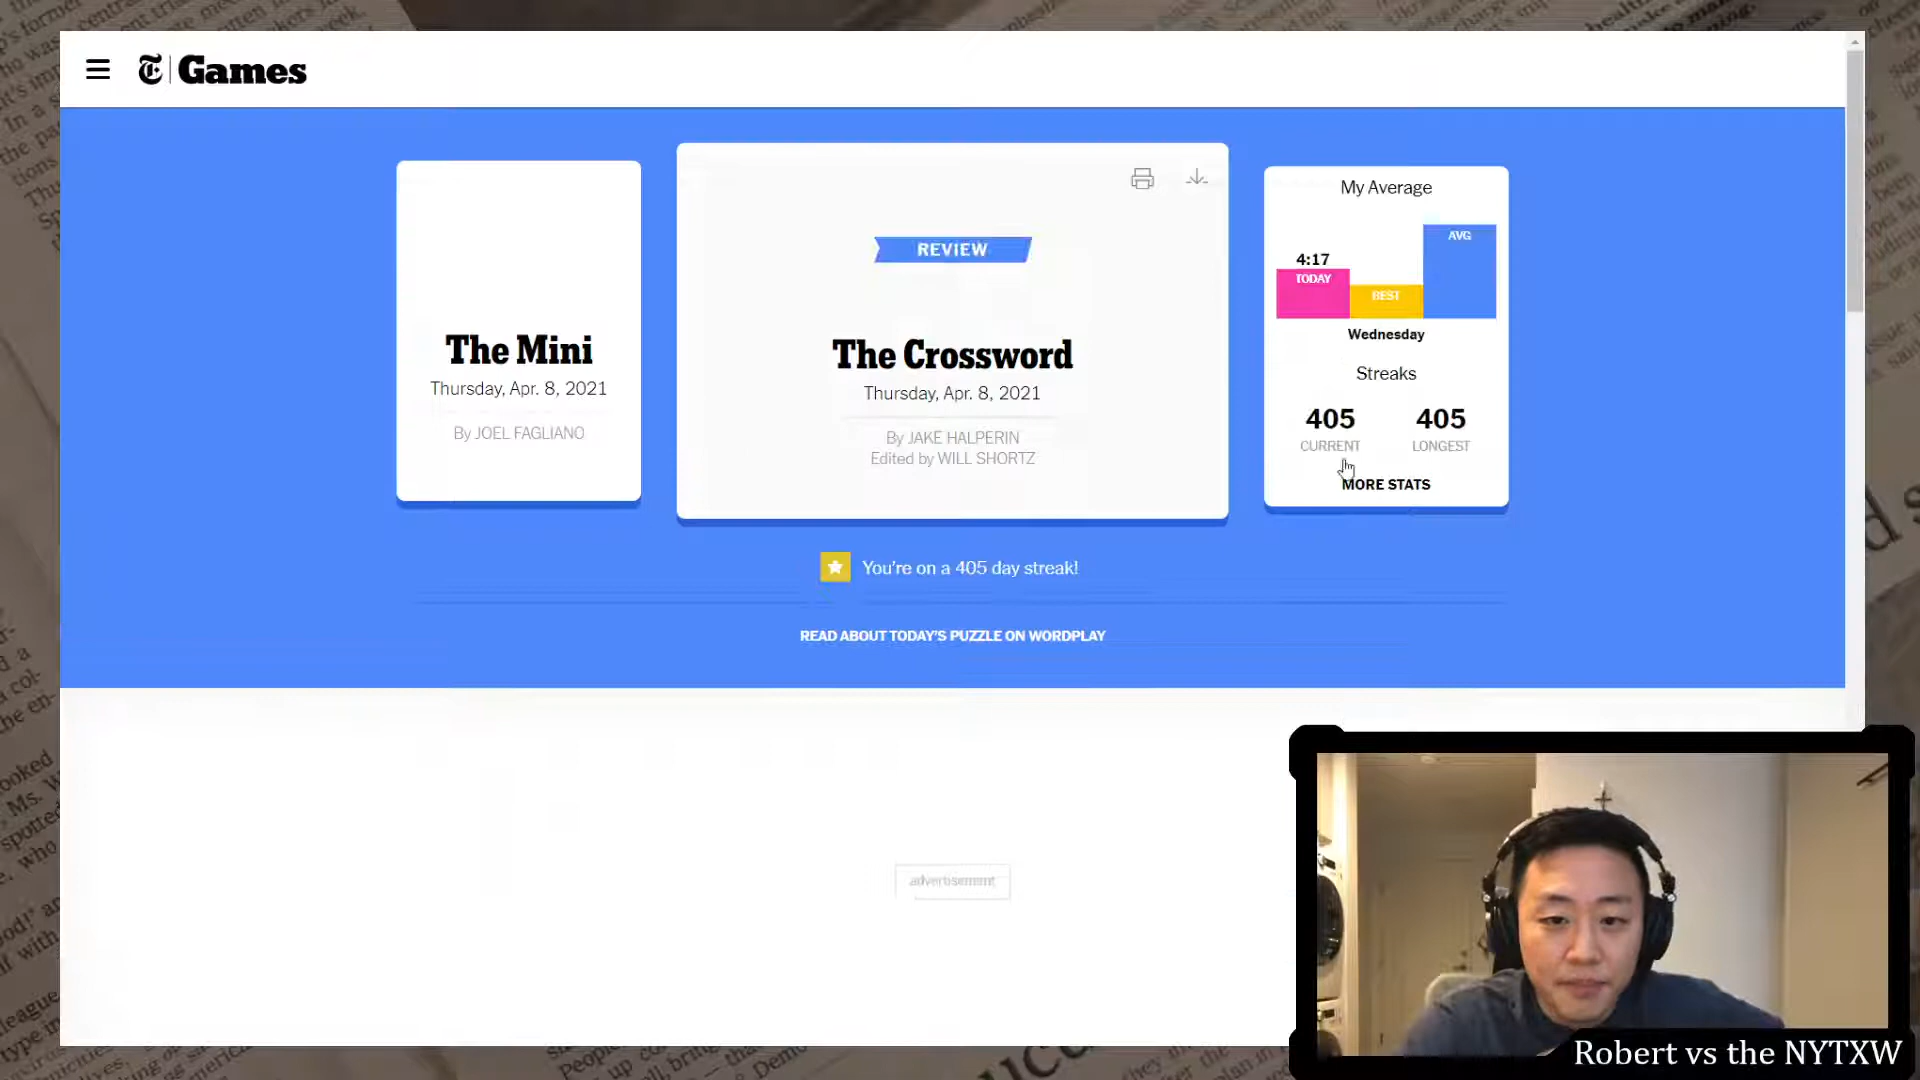 Games
The Mini
Thursday, Apr. 8, 2021
By JOEL FAGLIANO
REVIEW
The Crossword
Thursday, Apr. 8, 2021
By JAKE HALPERIN
Edited by WILL SHORTZ
My Average
4:17
TODAY
BEST
AVG
Wednesday
Streaks
405
405
CURRENT
LONGEST
MORE STATS
You're on a 405 day streak!
READ ABOUT TODAY'S PUZZLE ON WORDPLAY
advertisement
Robert vs the NYTXW